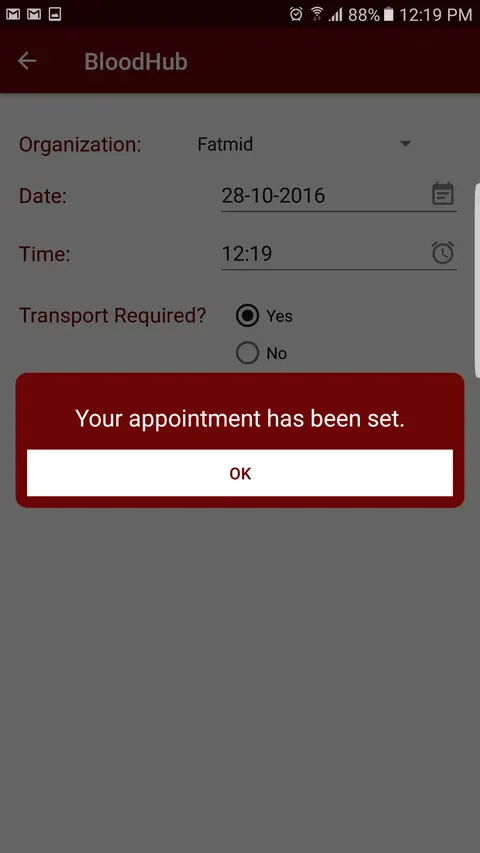 88% 12:19 PM
BloodHub
Organization: Fatmid
Date: 28-10-2016
Time: 12:19
Transport Required? Yes
No
Your appointment has been set.
OK